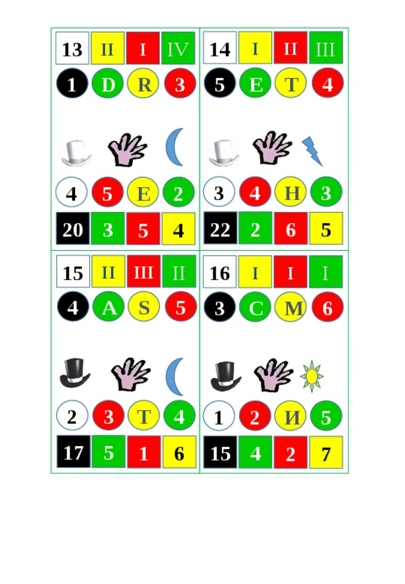 13 II I IV
1 D R 3
4 5 E 2
20 3 5 4
14 I II III
5 E T 4
3 4 Н 3
22 2 6 5
15 II III II
4 A S 5
2 3 Т 4
17 5 1 6
16 I I I
3 С М 6
1 2 И 5
15 4 2 7